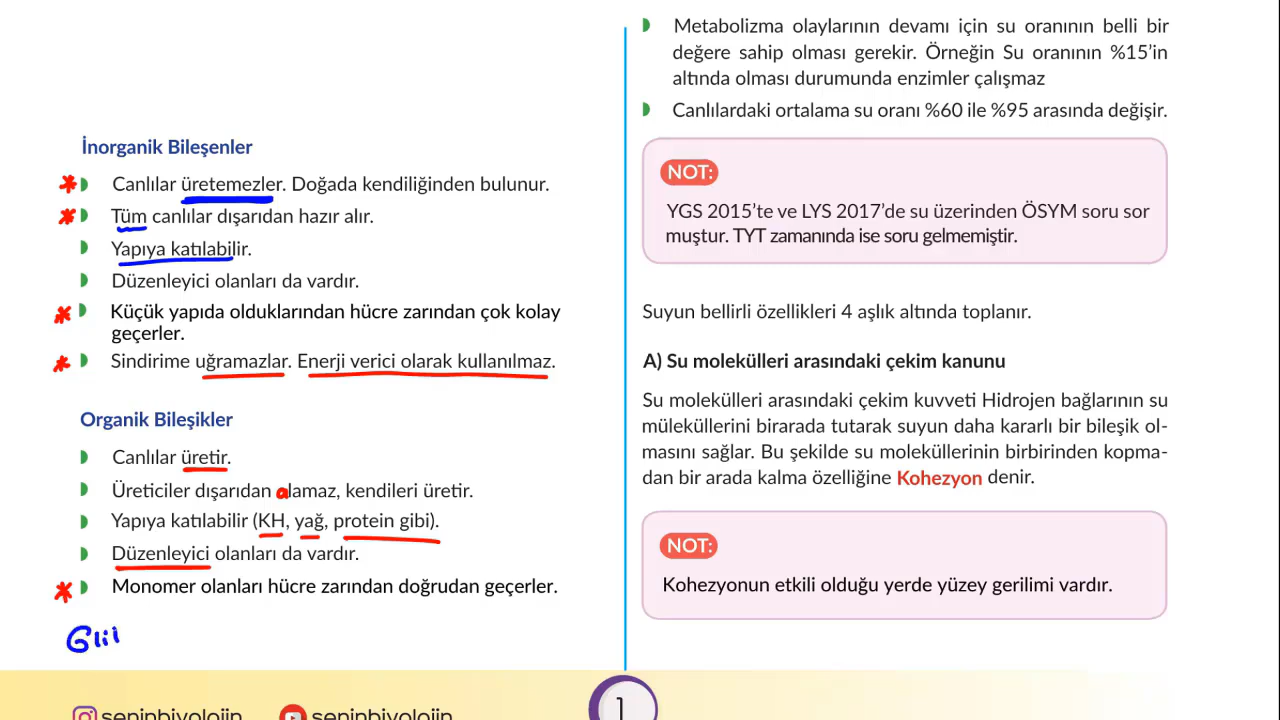 İnorganik Bileşenler
Canlılar üretemezler. Doğada kendiliğinden bulunur.
Tüm canlılar dışarıdan hazır alır.
Yapıya katılabilir.
Düzenleyici olanları da vardır.
Küçük yapıda olduklarından hücre zarından çok kolay
geçerler.
Sindirime uğramazlar. Enerji verici olarak kullanılmaz.
Organik Bileşikler
Canlılar üretir.
Üreticiler dışarıdan alamaz, kendileri üretir.
Yapıya katılabilir (KH, yağ, protein gibi).
Düzenleyici olanları da vardır.
Monomer olanları hücre zarından doğrudan geçerler.
Metabolizma olaylarının devamı için su oranının belli bir
değere sahip olması gerekir. Örneğin Su oranının %15’in
altında olması durumunda enzimler çalışmaz
Canlılardaki ortalama su oranı %60 ile %95 arasında değişir.
NOT:
YGS 2015’te ve LYS 2017’de su üzerinden ÖSYM soru sor
muştur. TYT zamanında ise soru gelmemiştir.
Suyun bellirli özellikleri 4 aşlık altında toplanır.
A) Su molekülleri arasındaki çekim kanunu
Su molekülleri arasındaki çekim kuvveti Hidrojen bağlarının su
müleküllerini birarada tutarak suyun daha kararlı bir bileşik ol-
masını sağlar. Bu şekilde su moleküllerinin birbirinden kopma-
dan bir arada kalma özelliğine Kohezyon denir.
NOT:
Kohezyonun etkili olduğu yerde yüzey gerilimi vardır.
seninbiyolojin
seninbiyolojin
1